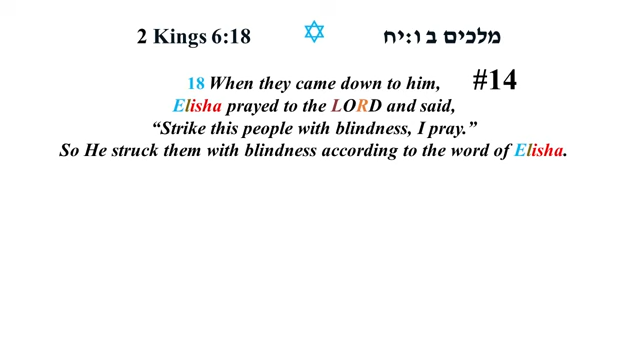 2 Kings 6:18 ✡ מלכים ב ו:יח
18 When they came down to him, #14
Elisha prayed to the LORD and said,
“Strike this people with blindness, I pray.”
So He struck them with blindness according to the word of Elisha.